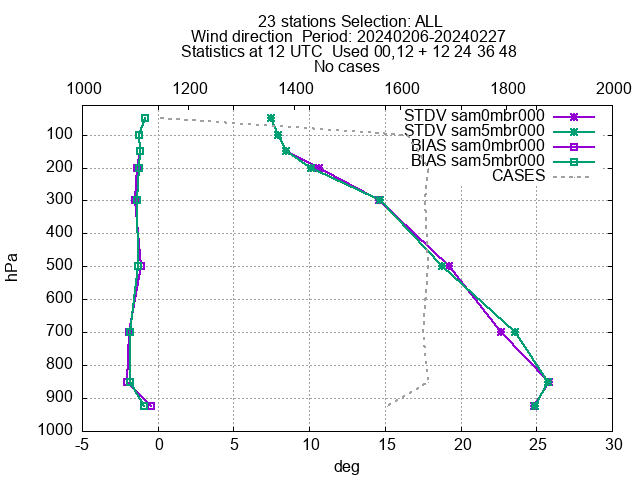 23 stations Selection: ALL
Wind direction  Period: 20240206-20240227
Statistics at 12 UTC  Used 00,12 + 12 24 36 48
No cases
1000 1200 1400 1600 1800 2000
STDV sam0mbr000
STDV sam5mbr000
BIAS sam0mbr000
BIAS sam5mbr000
CASES
100
200
300
400
500
600
700
800
900
1000
hPa
-5 0 5 10 15 20 25 30
deg